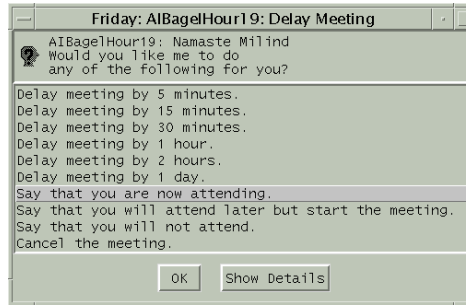 Friday: AIBagelHour19: Delay Meeting
AIBagelHour19: Namaste Milind
Would you like me to do
any of the following for you?
Delay meeting by 5 minutes.
Delay meeting by 15 minutes.
Delay meeting by 30 minutes.
Delay meeting by 1 hour.
Delay meeting by 2 hours.
Delay meeting by 1 day.
Say that you are now attending.
Say that you will attend later but start the meeting.
Say that you will not attend.
Cancel the meeting.
OK Show Details